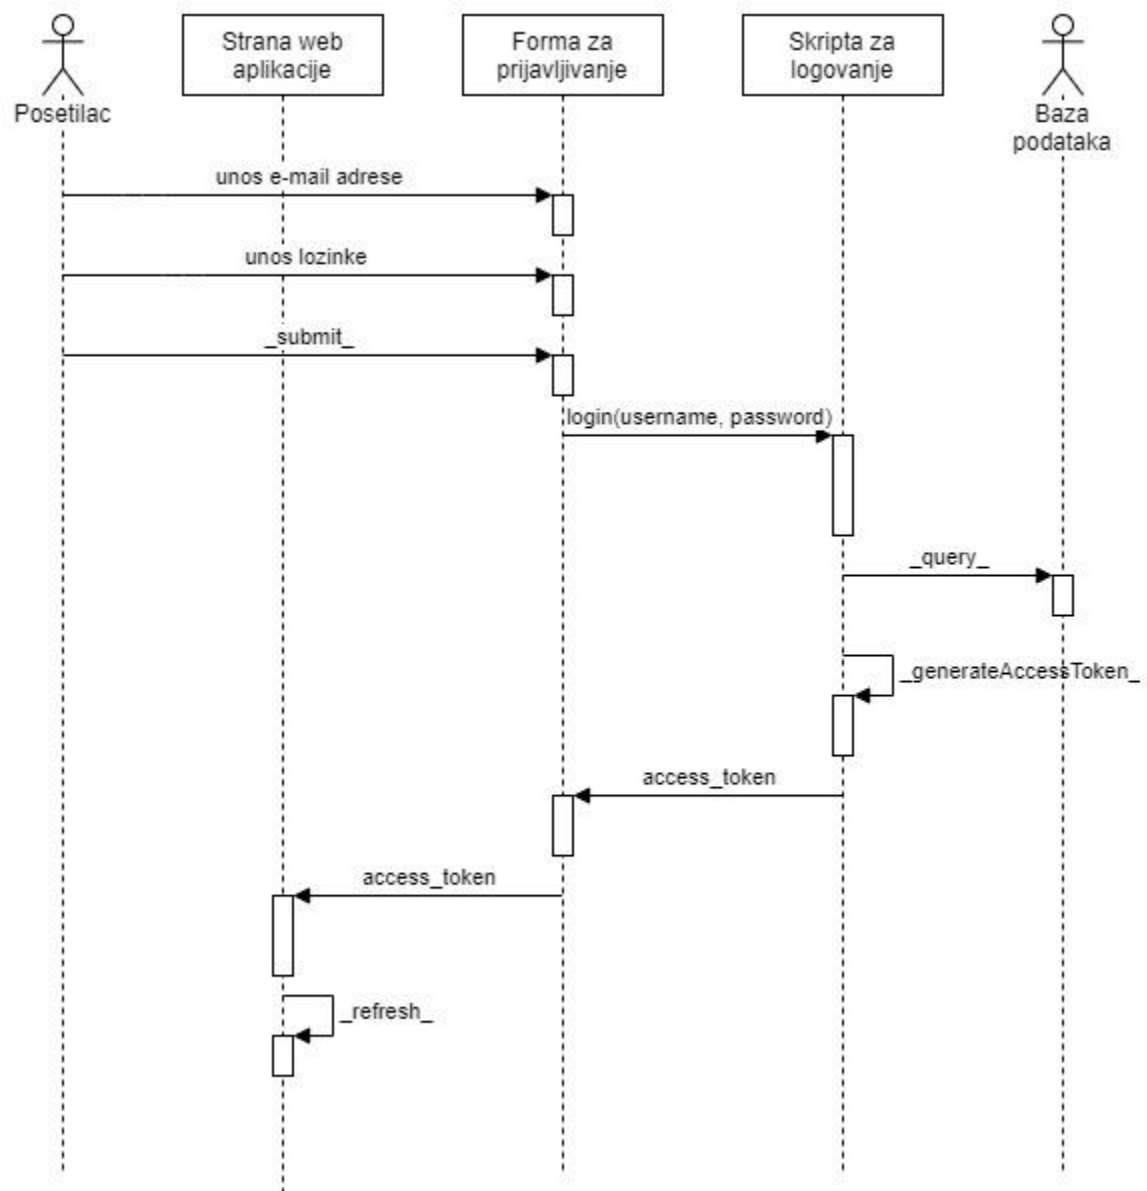 Posetilac
Strana web
aplikacije
Forma za
prijavljivanje
Skripta za
logovanje
Baza
podataka
unos e-mail adrese
unos lozinke
_submit_
login(username, password)
_query_
_generateAccessToken_
access_token
access_token
_refresh_